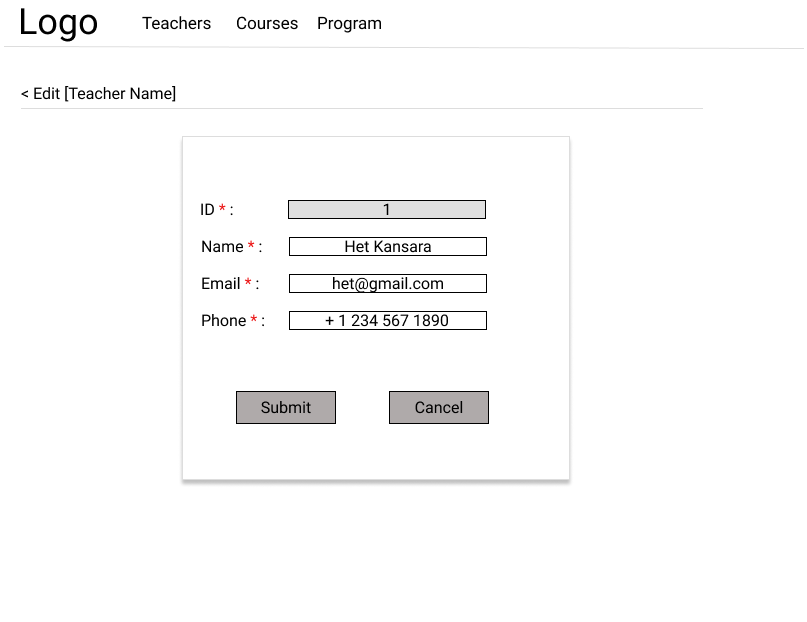 Logo Teachers Courses Program
< Edit [Teacher Name]
ID * : 1
Name * : Het Kansara
Email * : het@gmail.com
Phone * : + 1 234 567 1890
Submit Cancel